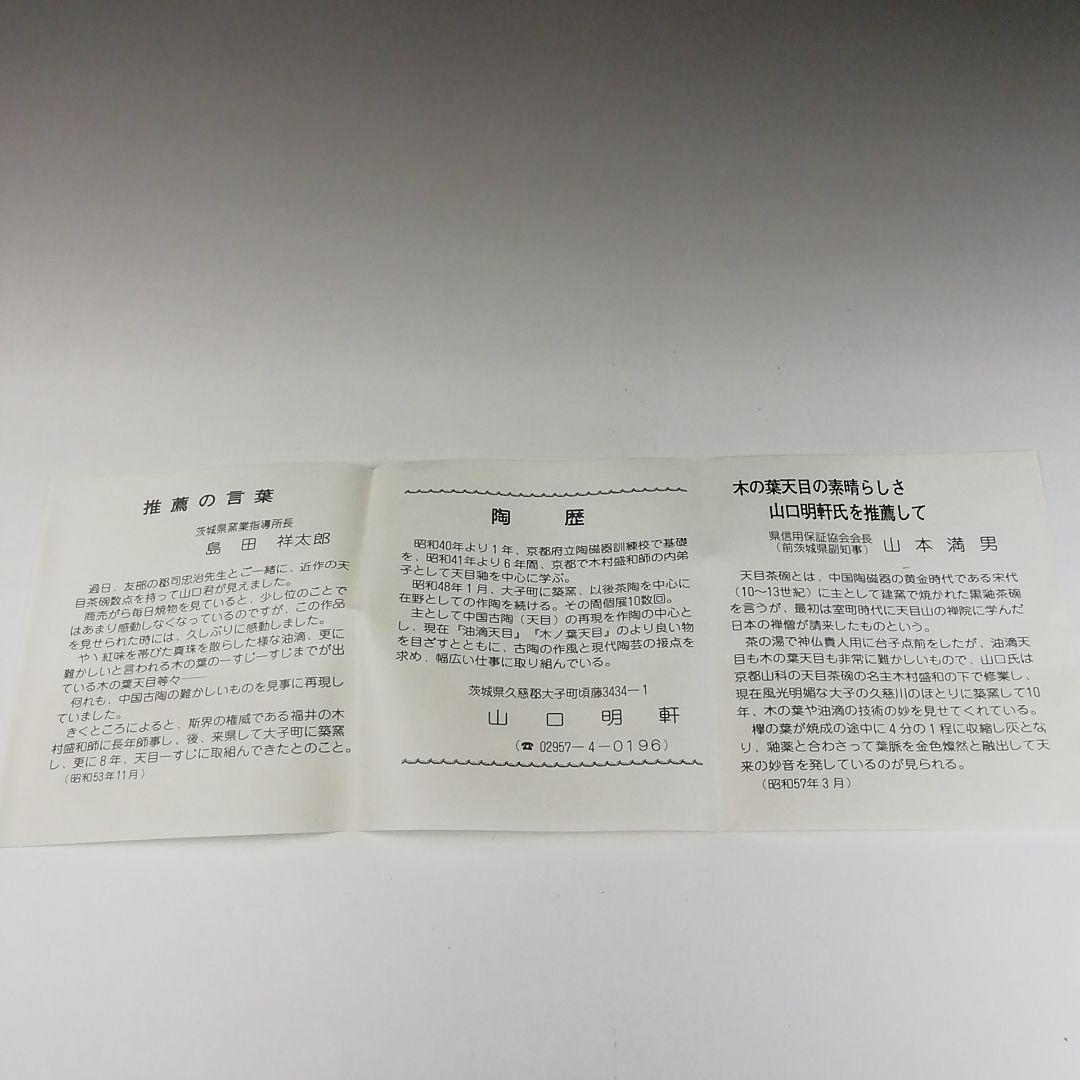 推薦の言葉
茨城県窯業指導所長
島田祥太郎
過日、友部の郡司忠治先生とご一緒に、近作の天
目茶碗数点を持って山口君が見えました。
商売がら毎日焼物を見ていると、少し位のことで
はあまり感動しなくなっているのですが、この作品
を見せられた時には、久しぶりに感動しました。
やゝ紅味を帯びた真珠を散らした様な油滴、更に
難かしいと言われる木の葉の一すじ一すじまでが出
ている木の葉天目等々――
何れも、中国古陶の難かしいものを見事に再現し
ていました。
きくところによると、斯界の権威である福井の木
村盛和師に長年師事し、後、来県して大子町に築窯
し、更に8年、天目一すじに取組んできたとのこと。
(昭和53年11月)
陶歴
昭和40年より1年、京都府立陶磁器訓練校で基礎
を、昭和41年より6年間、京都で木村盛和師の内弟
子として天目釉を中心に学ぶ。
昭和48年1月、大子町に築窯、以後茶陶を中心に
在野としての作陶を続ける。その間個展10数回。
主として中国古陶(天目)の再現を作陶の中心と
し、現在『油滴天目』『木ノ葉天目』のより良い物
を目ざすとともに、古陶の作風と現代陶芸の接点を
求め、幅広い仕事に取り組んでいる。
茨城県久慈郡大子町頃藤3434－1
山口明軒
(☎ 02957－4－0196)
木の葉天目の素晴らしさ
山口明軒氏を推薦して
県信用保証協会会長
(前茨城県副知事)
山本満男
天目茶碗とは、中国陶磁器の黄金時代である宋代
(10～13世紀)に主として建窯で焼かれた黒釉茶碗
を言うが、最初は室町時代に天目山の禅院に学んだ
日本の禅僧が請来したものという。
茶の湯で神仏貴人用に台子点前をしたが、油滴天
目も木の葉天目も非常に難かしいもので、山口氏は
京都山科の天目茶碗の名主木村盛和の下で修業し、
現在風光明媚な大子の久慈川のほとりに築窯して10
年、木の葉や油滴の技術の妙を見せてくれている。
欅の葉が焼成の途中に4分の1程に収縮し灰とな
り、釉薬と合わさって葉脈を金色燦然と融出して天
来の妙音を発しているのが見られる。
(昭和57年3月)